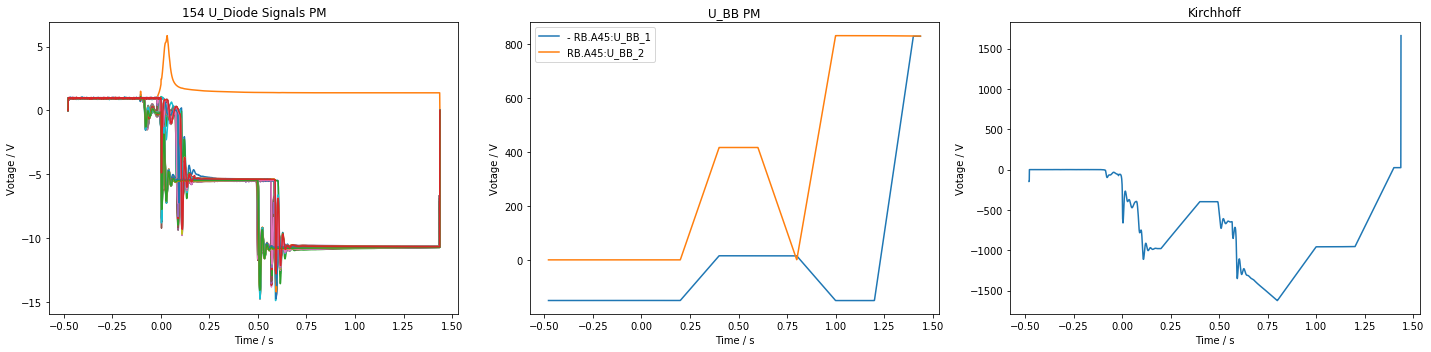 154 U_Diode Signals PM
5
0
−5
−10
−15
−0.50 −0.25 0.00 0.25 0.50 0.75 1.00 1.25 1.50
Time / s
Votage / V
U_BB PM
- RB.A45:U_BB_1
RB.A45:U_BB_2
800
600
400
200
0
−0.50 −0.25 0.00 0.25 0.50 0.75 1.00 1.25 1.50
Time / s
Votage / V
Kirchhoff
1500
1000
500
0
−500
−1000
−1500
−0.50 −0.25 0.00 0.25 0.50 0.75 1.00 1.25 1.50
Time / s
Votage / V